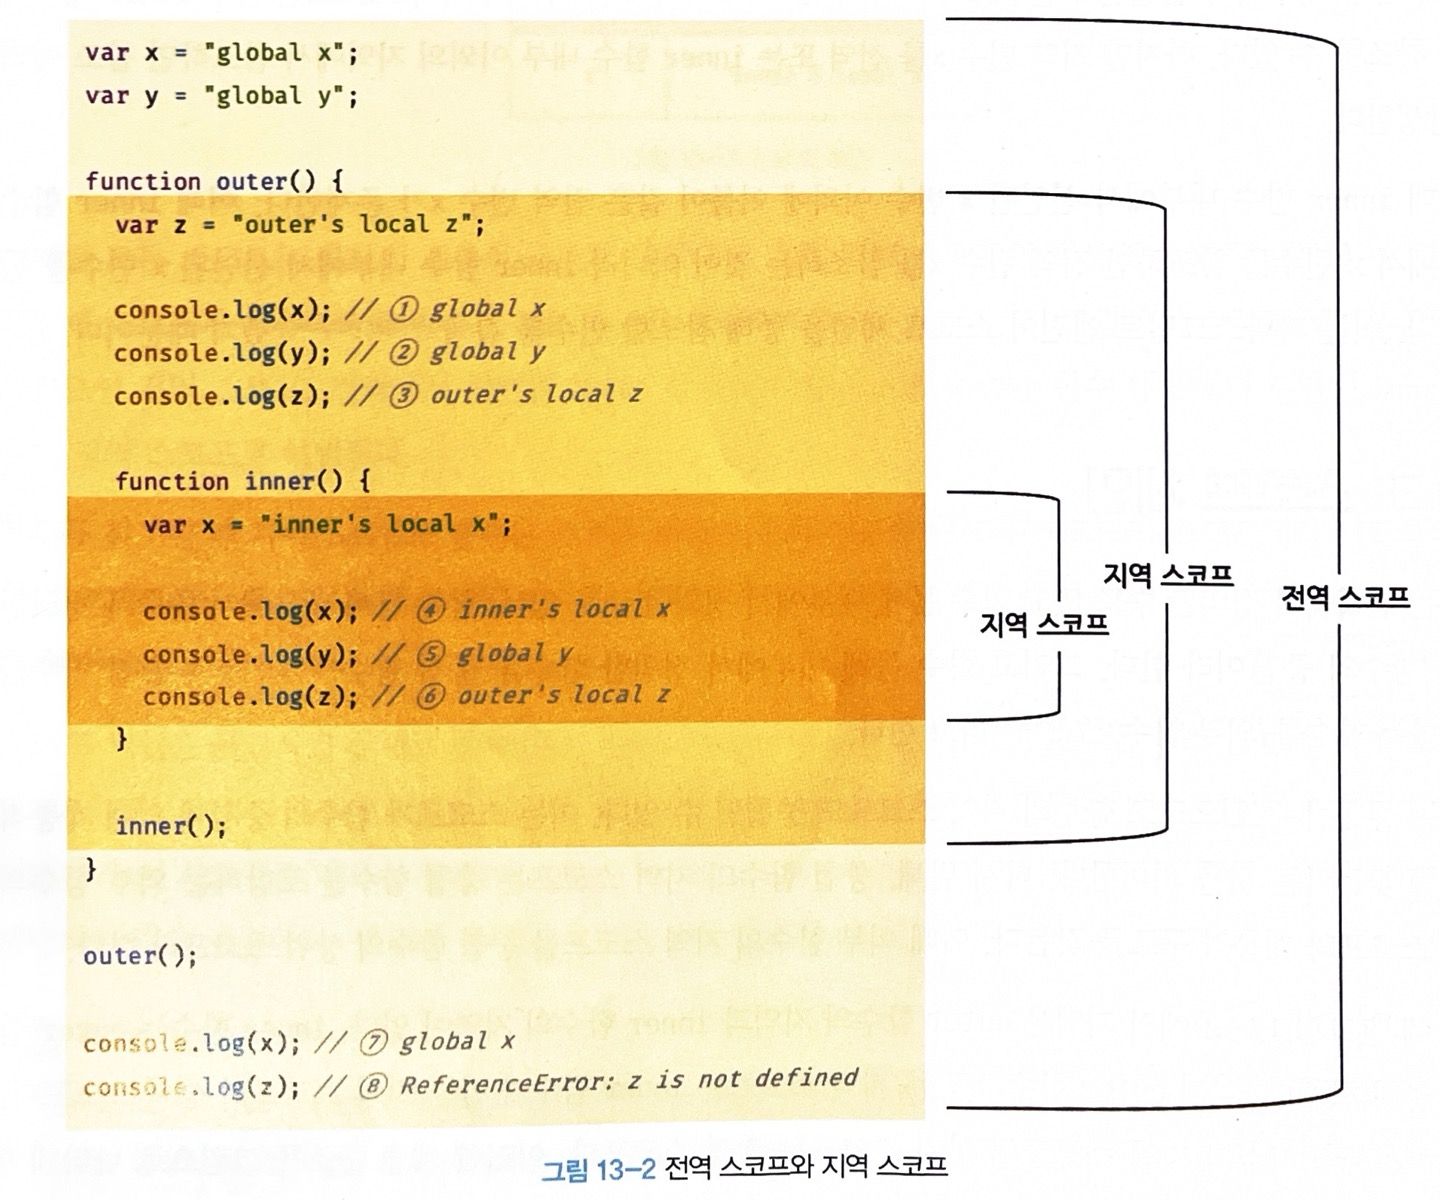 var x = "global x";
var y = "global y";
function outer() {
var z = "outer's local z";
console.log(x); // ① global x
console.log(y); // ② global y
console.log(z); // ③ outer's local z
function inner() {
var x = "inner's local x";
console.log(x); // ④ inner's local x
console.log(y); // ⑤ global y
console.log(z); // ⑥ outer's local z
}
inner();
}
outer();
console.log(x); // ⑦ global x
console.log(z); // ⑧ ReferenceError: z is not defined
지역 스코프
지역 스코프
전역 스코프
그림 13-2 전역 스코프와 지역 스코프